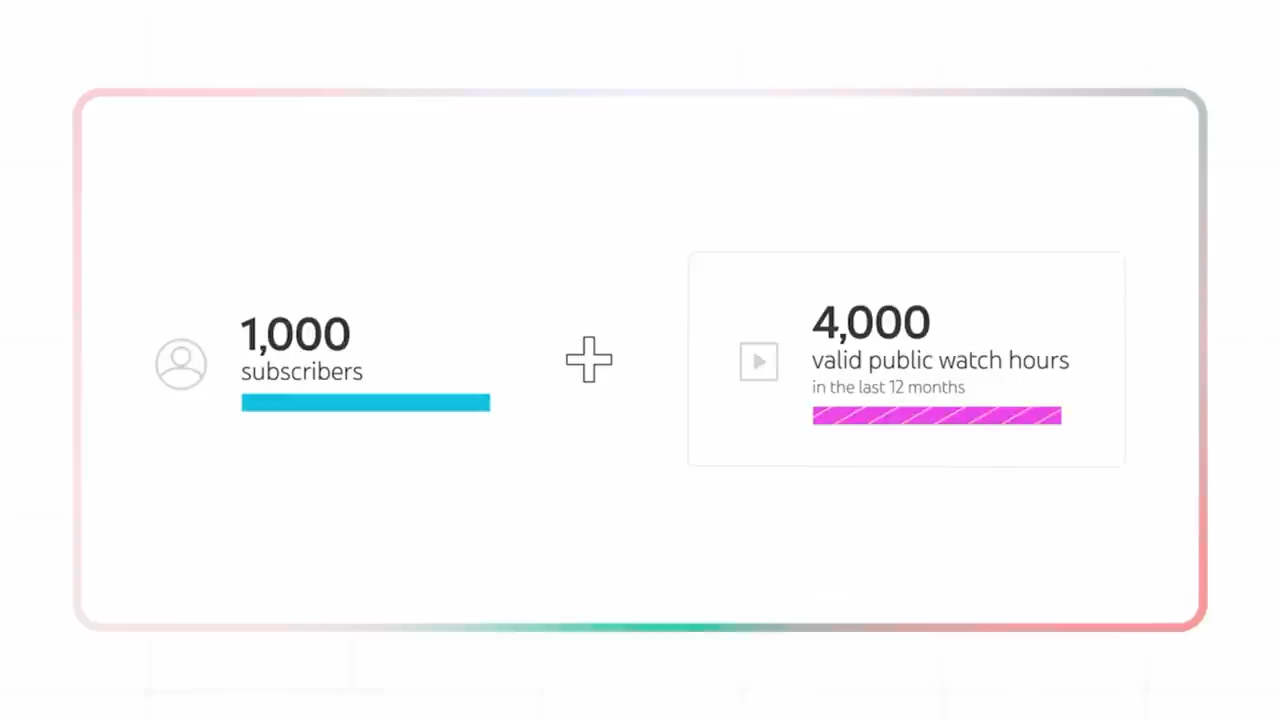 1,000
subscribers
4,000
valid public watch hours
in the last 12 months